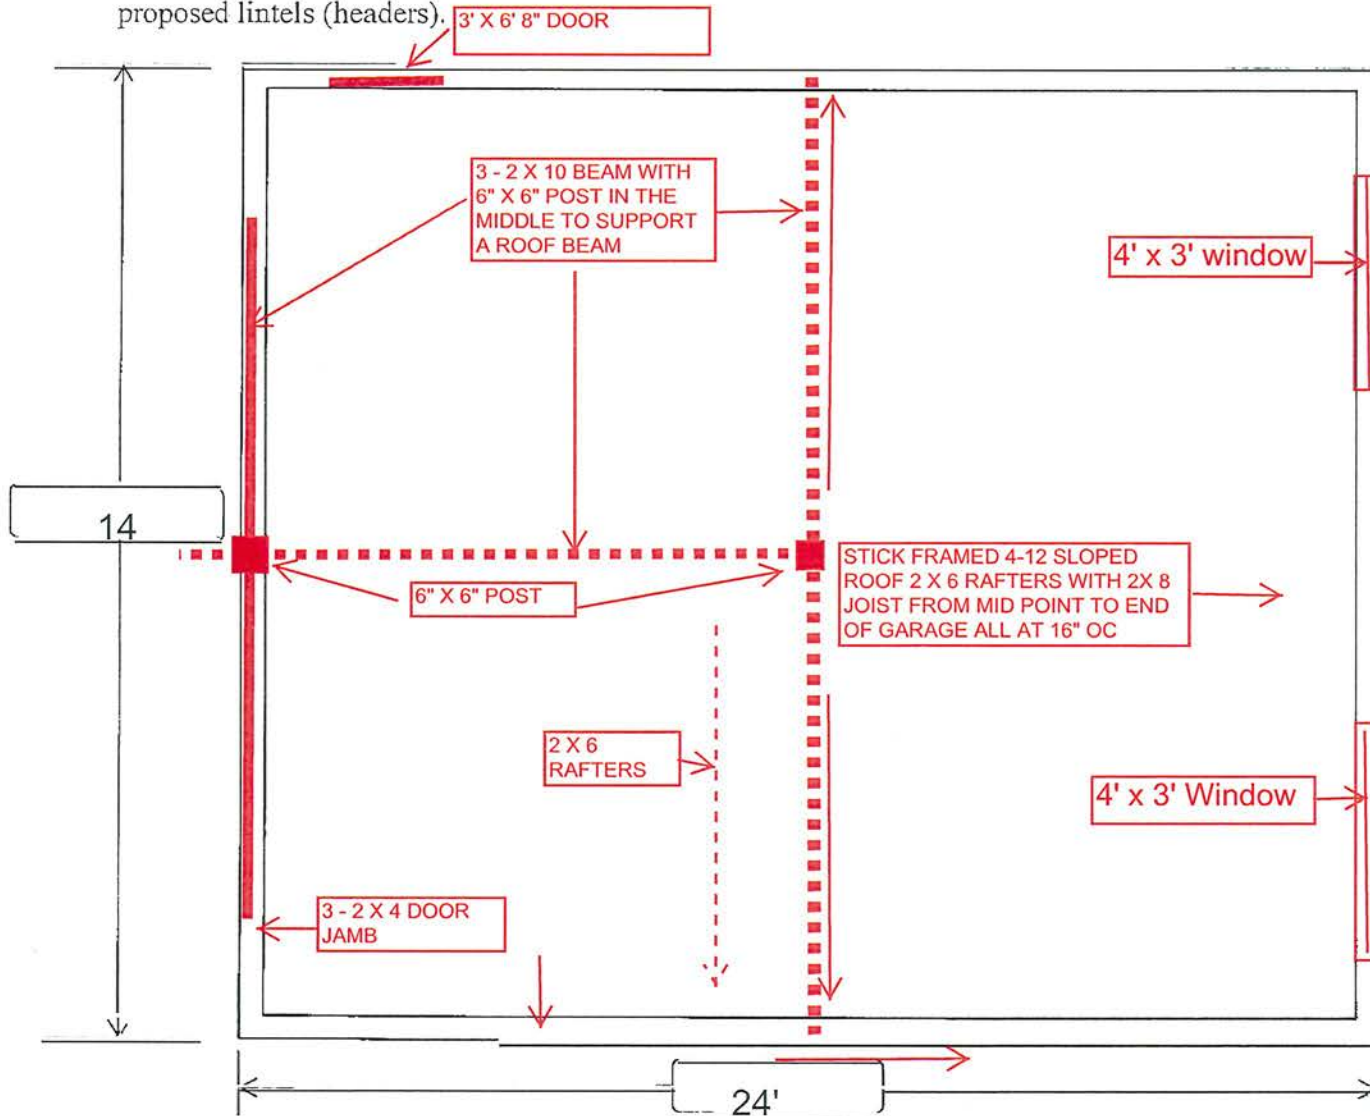 proposed lintels (headers).
3' X 6' 8" DOOR
3 - 2 X 10 BEAM WITH
6" X 6" POST IN THE
MIDDLE TO SUPPORT
A ROOF BEAM
4' x 3' window
14
6" X 6" POST
STICK FRAMED 4-12 SLOPED
ROOF 2 X 6 RAFTERS WITH 2X 8
JOIST FROM MID POINT TO END
OF GARAGE ALL AT 16" OC
2 X 6
RAFTERS
4' x 3' Window
3 - 2 X 4 DOOR
JAMB
24'